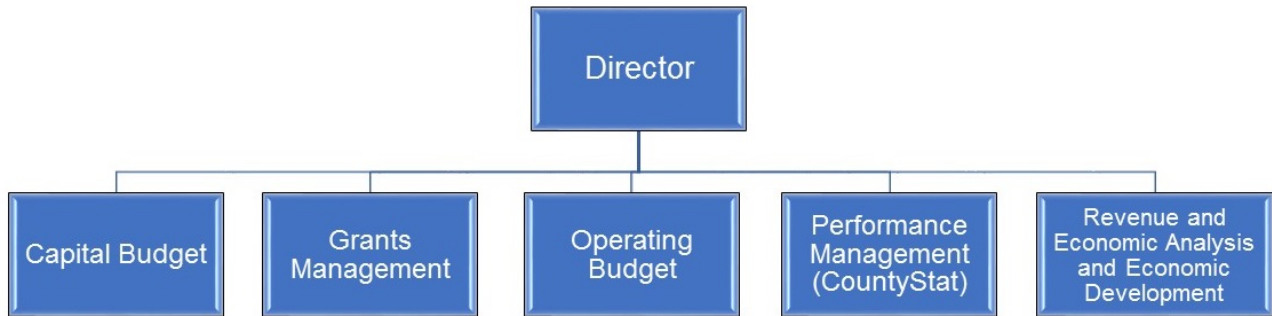 Director
Capital Budget
Grants
Management
Operating
Budget
Performance
Management
(CountyStat)
Revenue and
Economic Analysis
and Economic
Development